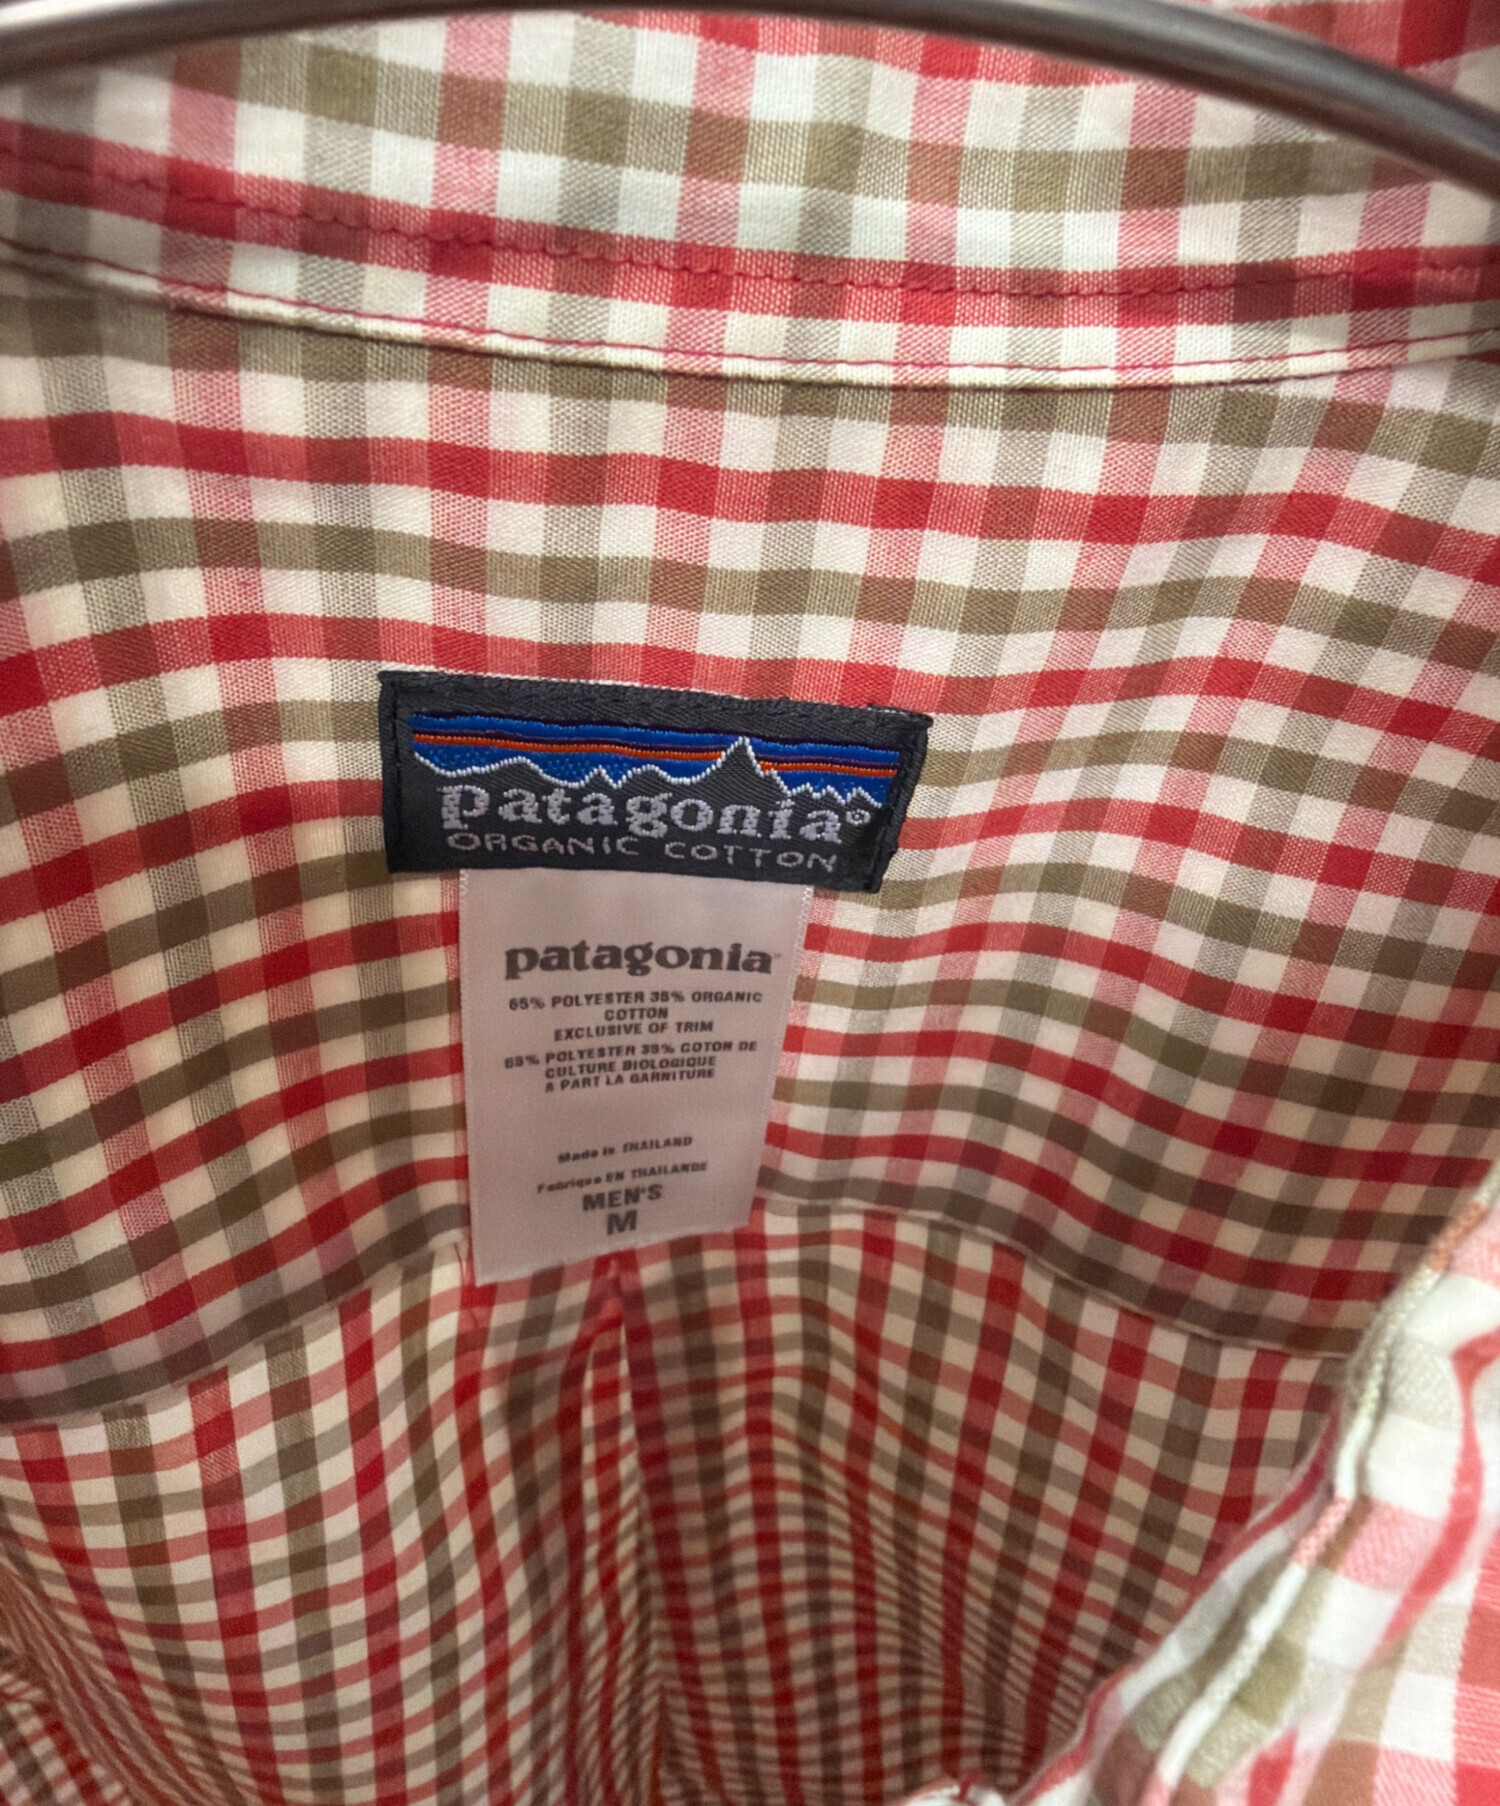 patagonia®
ORGANIC COTTON
patagonia
65% POLYESTER 35% ORGANIC
COTTON
EXCLUSIVE OF TRIM
65% POLYESTER 35% COTON DE
CULTURE BIOLOGIQUE
A PART LA GARNITURE
Made in THAILAND
Fabrique EN THAILANDE
MEN'S
M